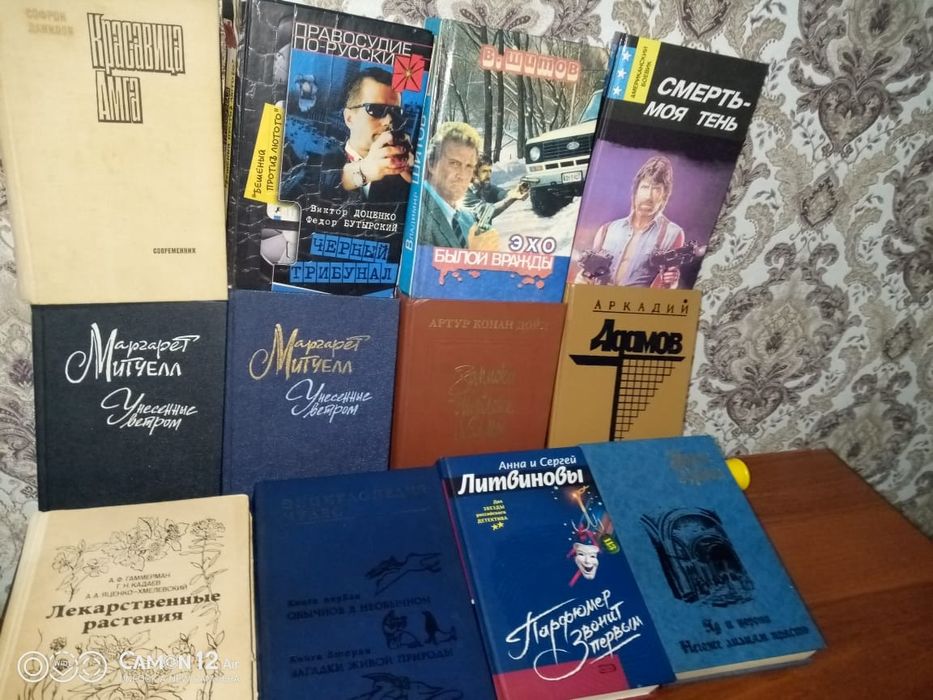 СОФРОН
ДАНИЛОВ
Красавица
Амга
СОВРЕМЕННИК
ПРАВОСУДИЕ
ПО-РУССКИ
"БЕШЕНЫЙ
ПРОТИВ ЛЮТОГО"
Виктор ДОЦЕНКО
Федор БУТЫРСКИЙ
ЧЕРНЫЙ
ТРИБУНАЛ
В. ШИТОВ
ВЛАДИМИР ШИТОВ
ЭХО
БЫЛОЙ ВРАЖДЫ
АМЕРИКАНСКИЙ
БОЕВИК
СМЕРТЬ-
МОЯ ТЕНЬ
Маргарет
Митчелл
Унесенные
ветром
Маргарет
Митчелл
Унесенные
ветром
АРТУР КОНАН ДОЙЛ
Записки
АРКАДИЙ
Адамов
А. Ф. ГАММЕРМАН
Г. Н. КАДАЕВ
А. А. ЯЦЕНКО-ХМЕЛЕВСКИЙ
Лекарственные
растения
Книга первая
ОБЫЧНОЕ В НЕОБЫЧНОМ
Книга вторая
ЗАГАДКИ ЖИВОЙ ПРИРОДЫ
Анна и Сергей
ЛИТВИНОВЫ
Две
ЗВЕЗДЫ
российского
ДЕТЕКТИВА
Парфюмер
звонит
первым
CAMON 12 Air